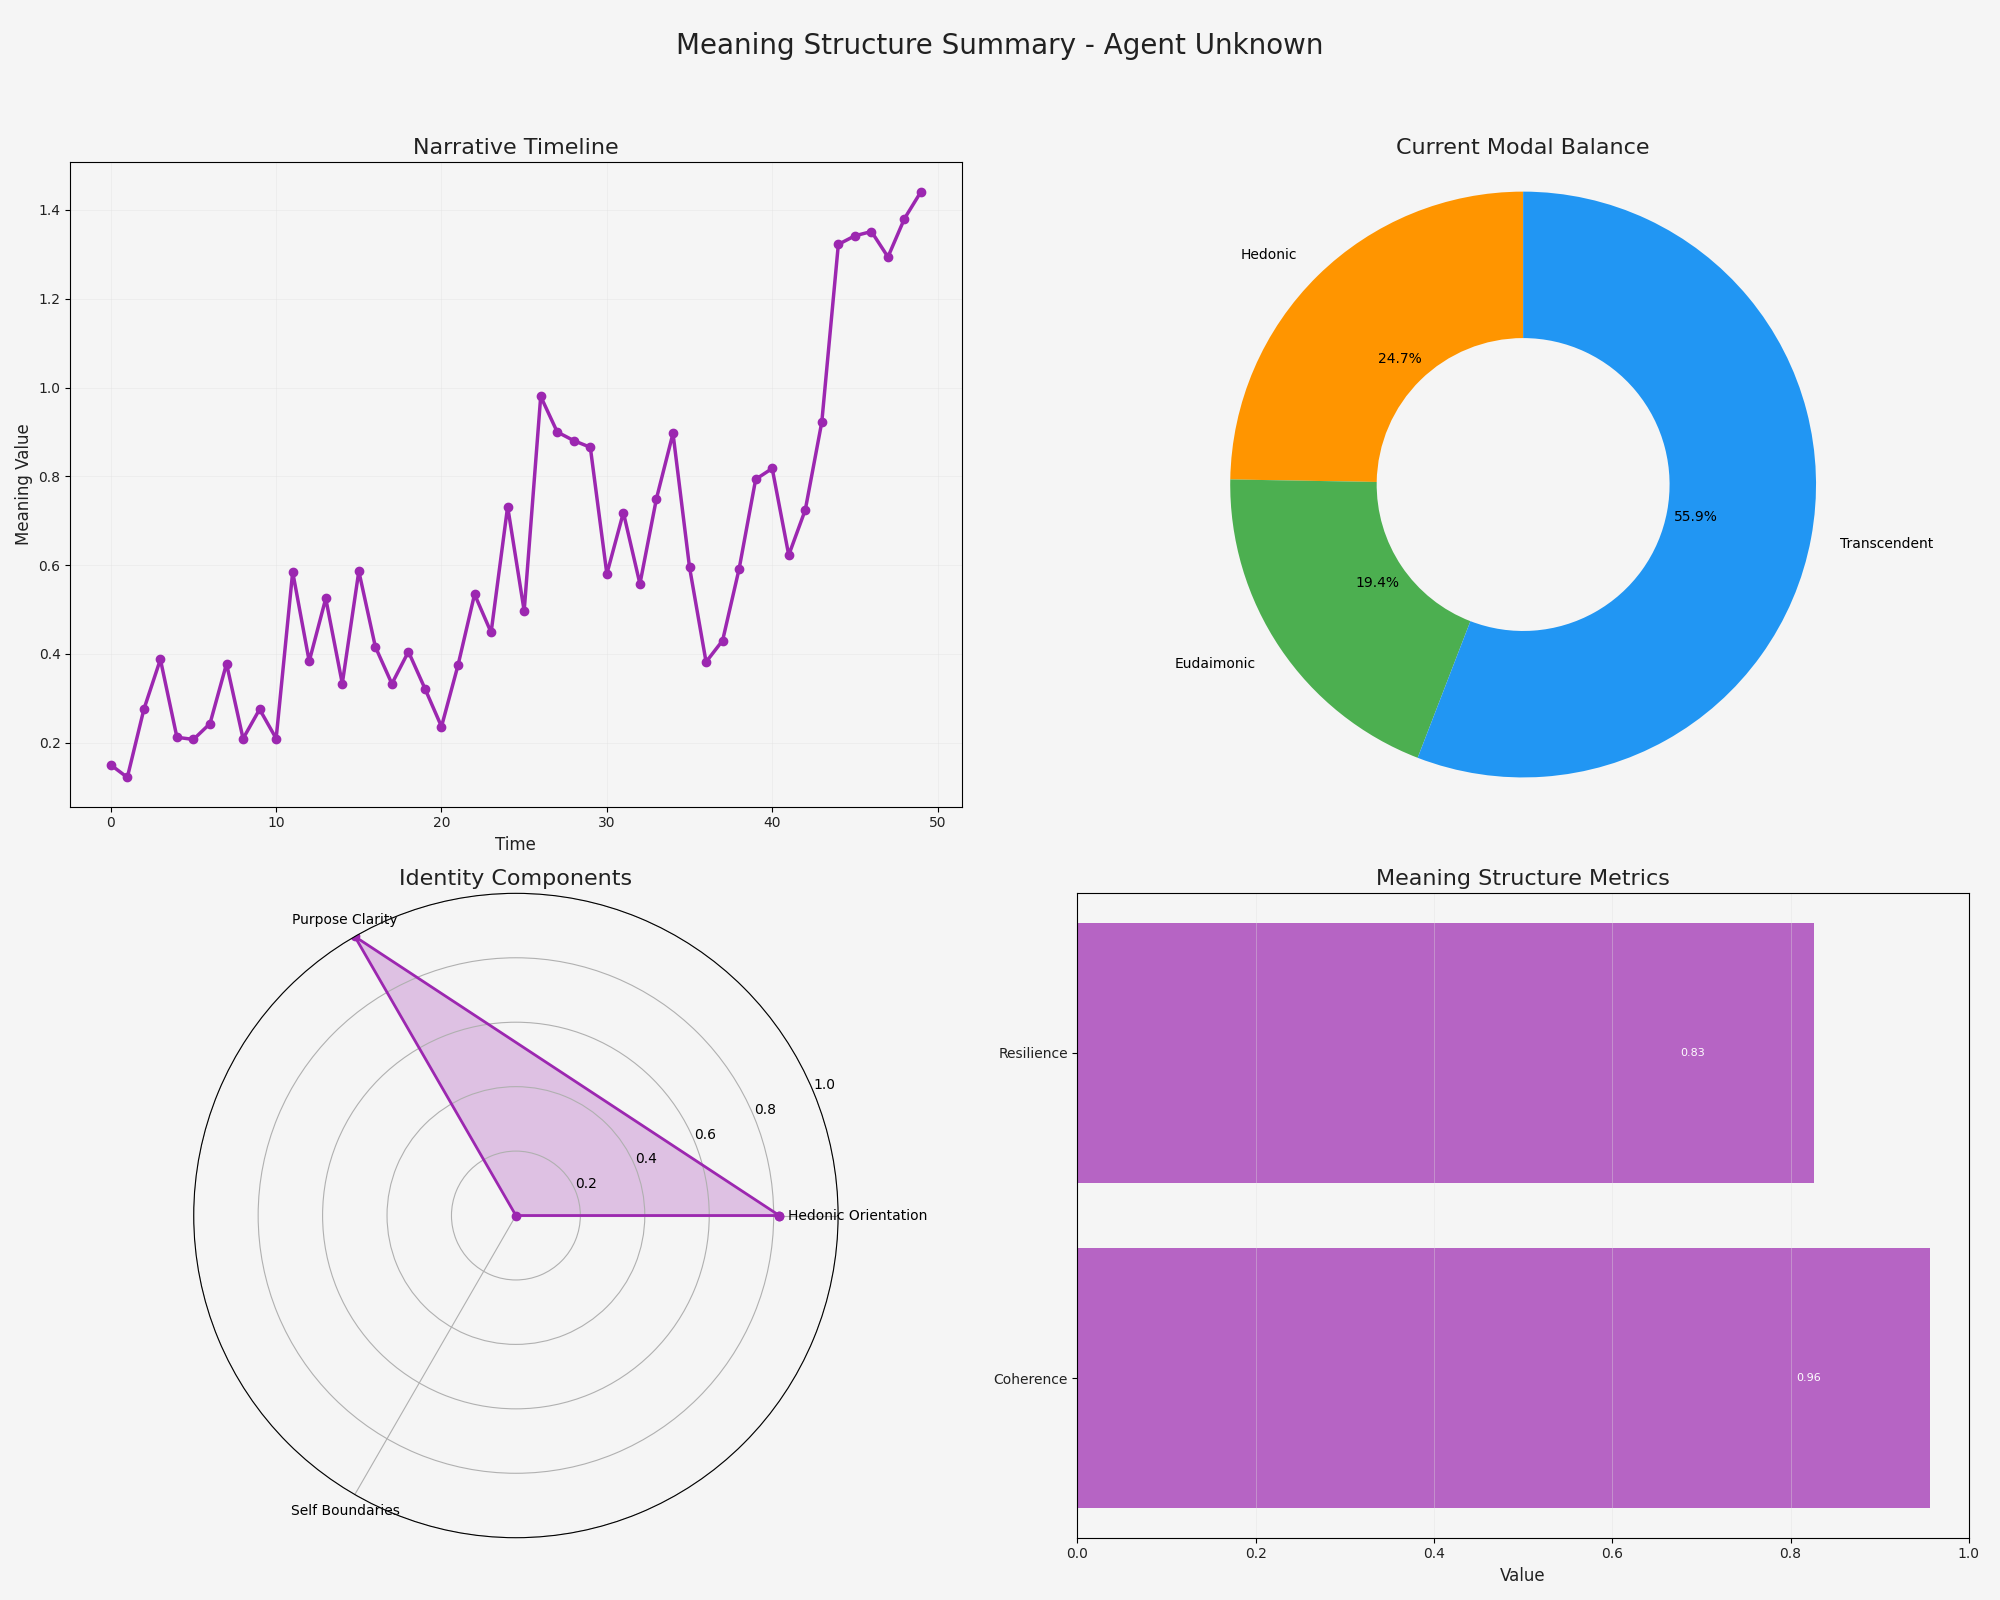 Meaning Structure Summary - Agent Unknown
Narrative Timeline
Meaning Value
1.4
1.2
1.0
0.8
0.6
0.4
0.2
0
10
20
30
40
50
Time
Current Modal Balance
Hedonic
24.7%
55.9%
Transcendent
19.4%
Eudaimonic
Identity Components
Purpose Clarity
1.0
0.8
0.6
0.4
0.2
Hedonic Orientation
Self Boundaries
Meaning Structure Metrics
Resilience
0.83
Coherence
0.96
0.0
0.2
0.4
0.6
0.8
1.0
Value